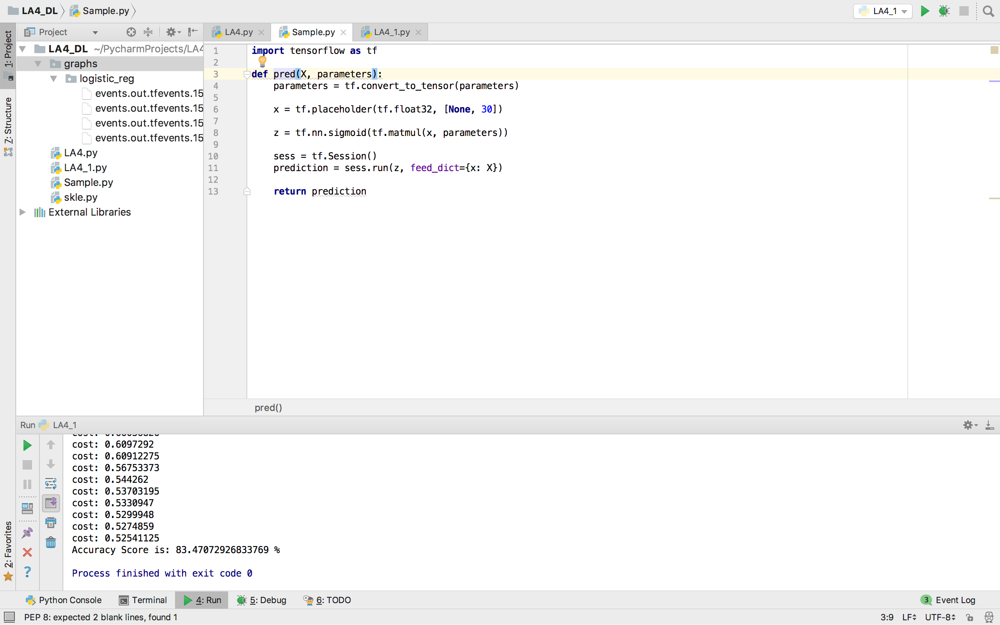 LA4_DL
Sample.py
LA4_1
1: Project
7: Structure
2: Favorites
Project
LA4.py
Sample.py
LA4_1.py
LA4_DL ~/PycharmProjects/LA4
graphs
logistic_reg
events.out.tfevents.15
events.out.tfevents.15
events.out.tfevents.15
events.out.tfevents.15
LA4.py
LA4_1.py
Sample.py
skle.py
External Libraries
1 import tensorflow as tf
2
3 def pred(X, parameters):
4 parameters = tf.convert_to_tensor(parameters)
5
6 x = tf.placeholder(tf.float32, [None, 30])
7
8 z = tf.nn.sigmoid(tf.matmul(x, parameters))
9
10 sess = tf.Session()
11 prediction = sess.run(z, feed_dict={x: X})
12
13 return prediction
pred()
Run LA4_1
cost: 0.6097292
cost: 0.60912275
cost: 0.56753373
cost: 0.544262
cost: 0.53703195
cost: 0.5330947
cost: 0.5299948
cost: 0.5274859
cost: 0.52541125
Accuracy Score is: 83.47072926833769 %
Process finished with exit code 0
Python Console
Terminal
4: Run
5: Debug
6: TODO
3 Event Log
PEP 8: expected 2 blank lines, found 1
3:9 LF UTF-8